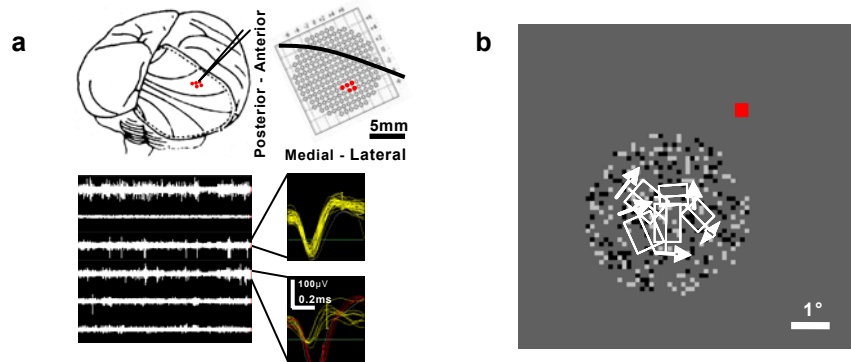 a
Posterior - Anterior
5mm
Medial - Lateral
100μV
0.2ms
b
1°